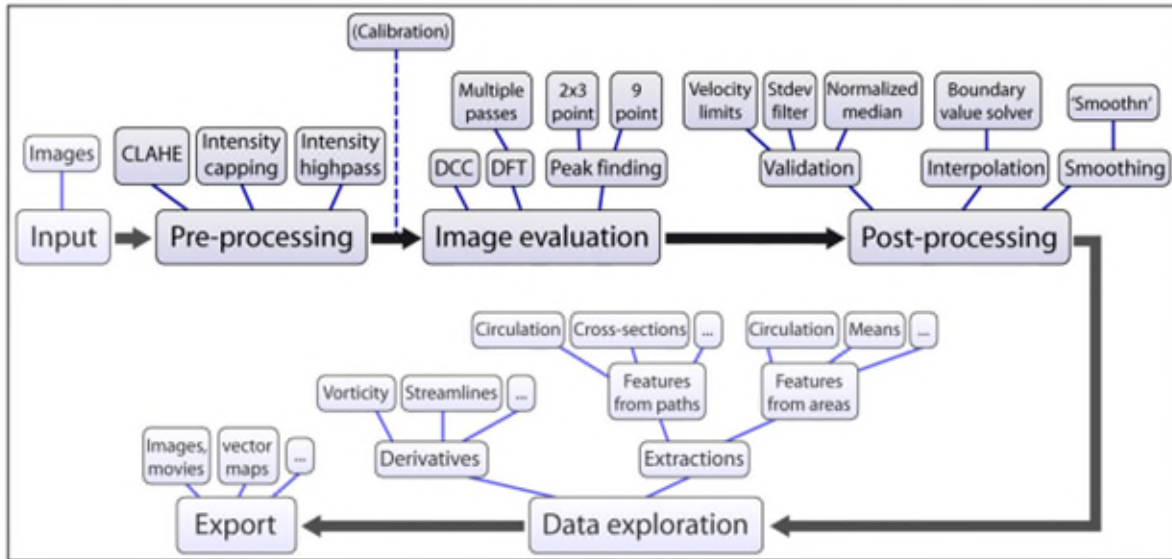 (Calibration)
Multiple
passes
2x3
point
9
point
Velocity
limits
Stdev
filter
Normalized
median
Boundary
value solver
'Smoothn'
Images
CLAHE
Intensity
capping
Intensity
highpass
DCC
DFT
Peak finding
Validation
Interpolation
Smoothing
Input
Pre-processing
Image evaluation
Post-processing
Circulation
Cross-sections
...
Circulation
Means
...
Vorticity
Streamlines
...
Features
from paths
Features
from areas
Images,
movies
vector
maps
...
Derivatives
Extractions
Export
Data exploration